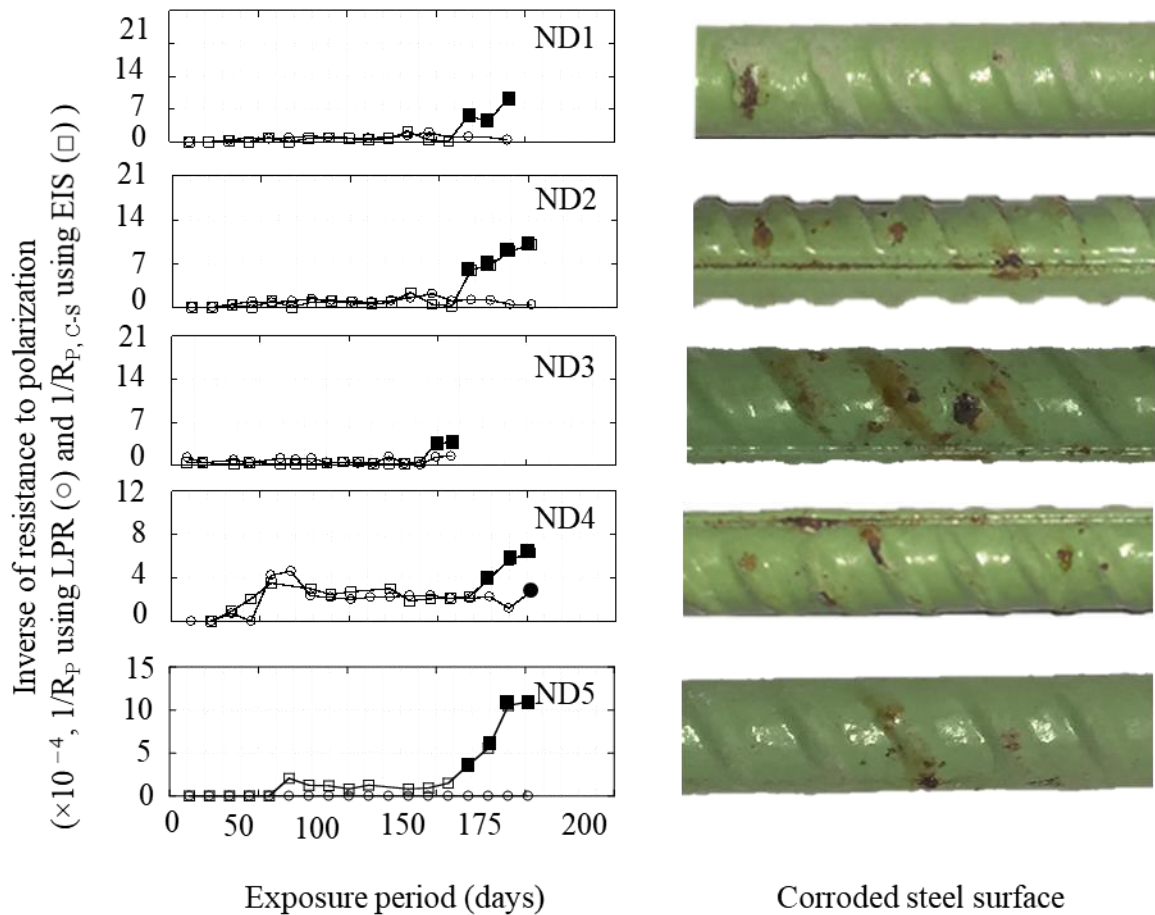 Inverse of resistance to polarization
(×10⁻⁴, 1/R_P using LPR (○) and 1/R_P, C-S using EIS (□) )
21
14
7
0
ND1
21
14
7
0
ND2
21
14
7
0
ND3
12
8
4
0
ND4
15
10
5
0
ND5
0 50 100 150 175 200
Exposure period (days)
Corroded steel surface